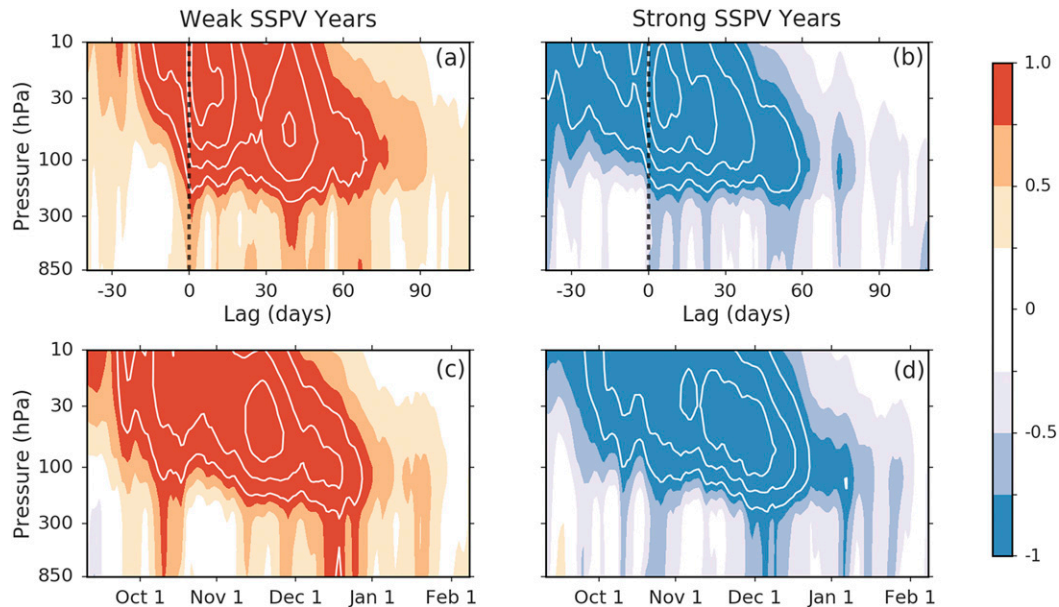 Weak SSPV Years
Strong SSPV Years
10
30
100
300
850
Pressure (hPa)
(a)
-30
0
30
60
90
Lag (days)
(b)
-30
0
30
60
90
Lag (days)
1.0
0.5
0
-0.5
-1
10
30
100
300
850
Pressure (hPa)
(c)
Oct 1
Nov 1
Dec 1
Jan 1
Feb 1
(d)
Oct 1
Nov 1
Dec 1
Jan 1
Feb 1